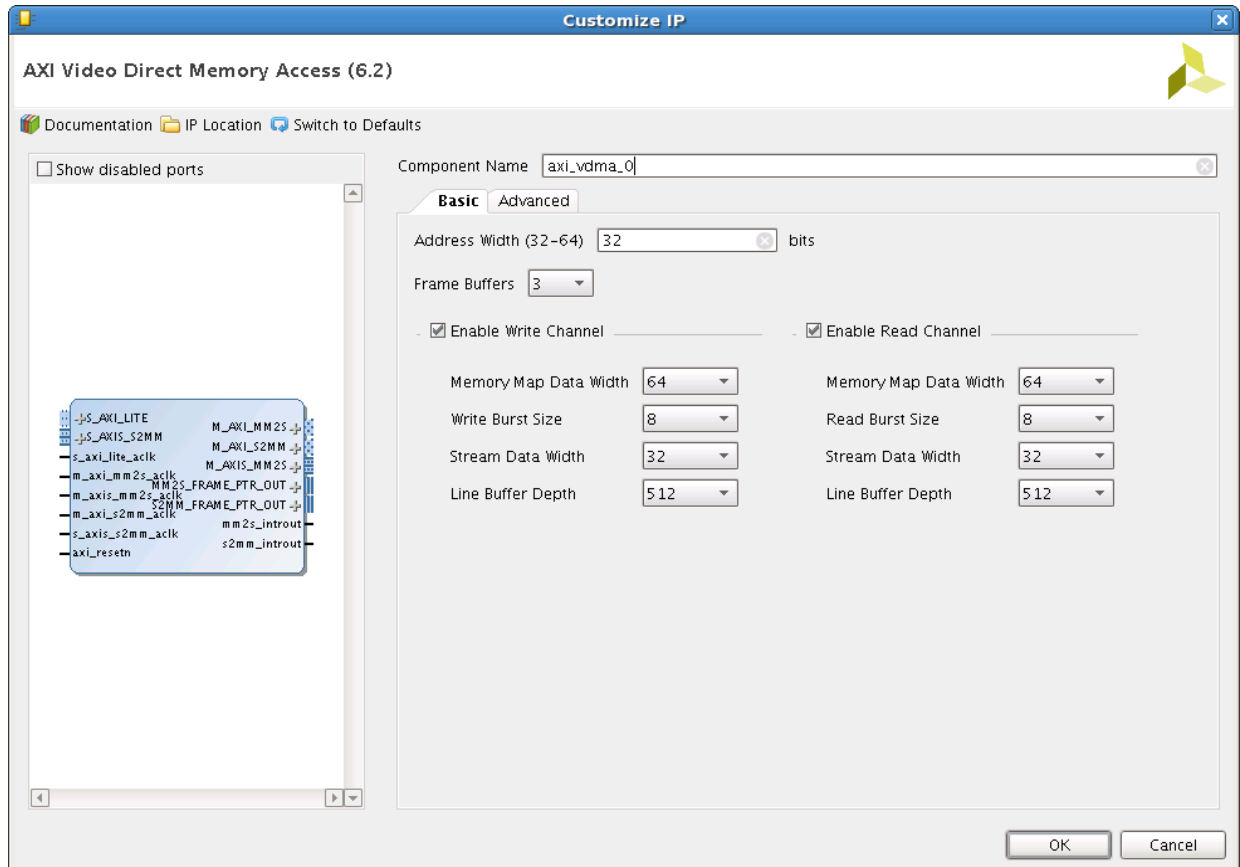 Customize IP
AXI Video Direct Memory Access (6.2)
Documentation IP Location Switch to Defaults
Show disabled ports
S_AXI_LITE
S_AXIS_S2MM
s_axi_lite_aclk
m_axi_mm2s_aclk
m_axis_mm2s_aclk
m_axi_s2mm_aclk
s_axis_s2mm_aclk
axi_resetn
M_AXI_MM2S
M_AXI_S2MM
M_AXIS_MM2S
MM2S_FRAME_PTR_OUT
S2MM_FRAME_PTR_OUT
mm2s_introut
s2mm_introut
Component Name axi_vdma_0
Basic Advanced
Address Width (32-64) 32 bits
Frame Buffers 3
Enable Write Channel
Memory Map Data Width 64
Write Burst Size 8
Stream Data Width 32
Line Buffer Depth 512
Enable Read Channel
Memory Map Data Width 64
Read Burst Size 8
Stream Data Width 32
Line Buffer Depth 512
OK Cancel